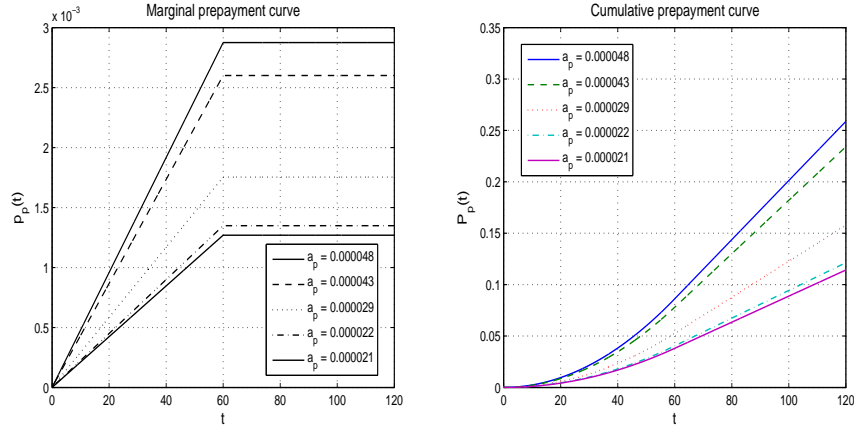 Marginal prepayment curve
x 10^-3
3
2.5
2
1.5
1
0.5
0
p_p(t)
0 20 40 60 80 100 120
t
a_p = 0.000048
a_p = 0.000043
a_p = 0.000029
a_p = 0.000022
a_p = 0.000021
Cumulative prepayment curve
0.35
0.3
0.25
0.2
0.15
0.1
0.05
0
P_p(t)
0 20 40 60 80 100 120
t
a_p = 0.000048
a_p = 0.000043
a_p = 0.000029
a_p = 0.000022
a_p = 0.000021